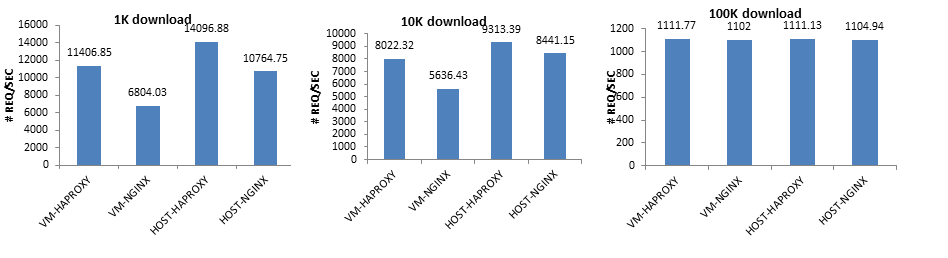 1K download
# REQ/SEC
16000
14000
12000
10000
8000
6000
4000
2000
0
11406.85
6804.03
14096.88
10764.75
VM-HAPROXY
VM-NGINX
HOST-HAPROXY
HOST-NGINX
10K download
# REQ/SEC
10000
9000
8000
7000
6000
5000
4000
3000
2000
1000
0
8022.32
5636.43
9313.39
8441.15
VM-HAPROXY
VM-NGINX
HOST-HAPROXY
HOST-NGINX
100K download
# REQ/SEC
1200
1000
800
600
400
200
0
1111.77
1102
1111.13
1104.94
VM-HAPROXY
VM-NGINX
HOST-HAPROXY
HOST-NGINX